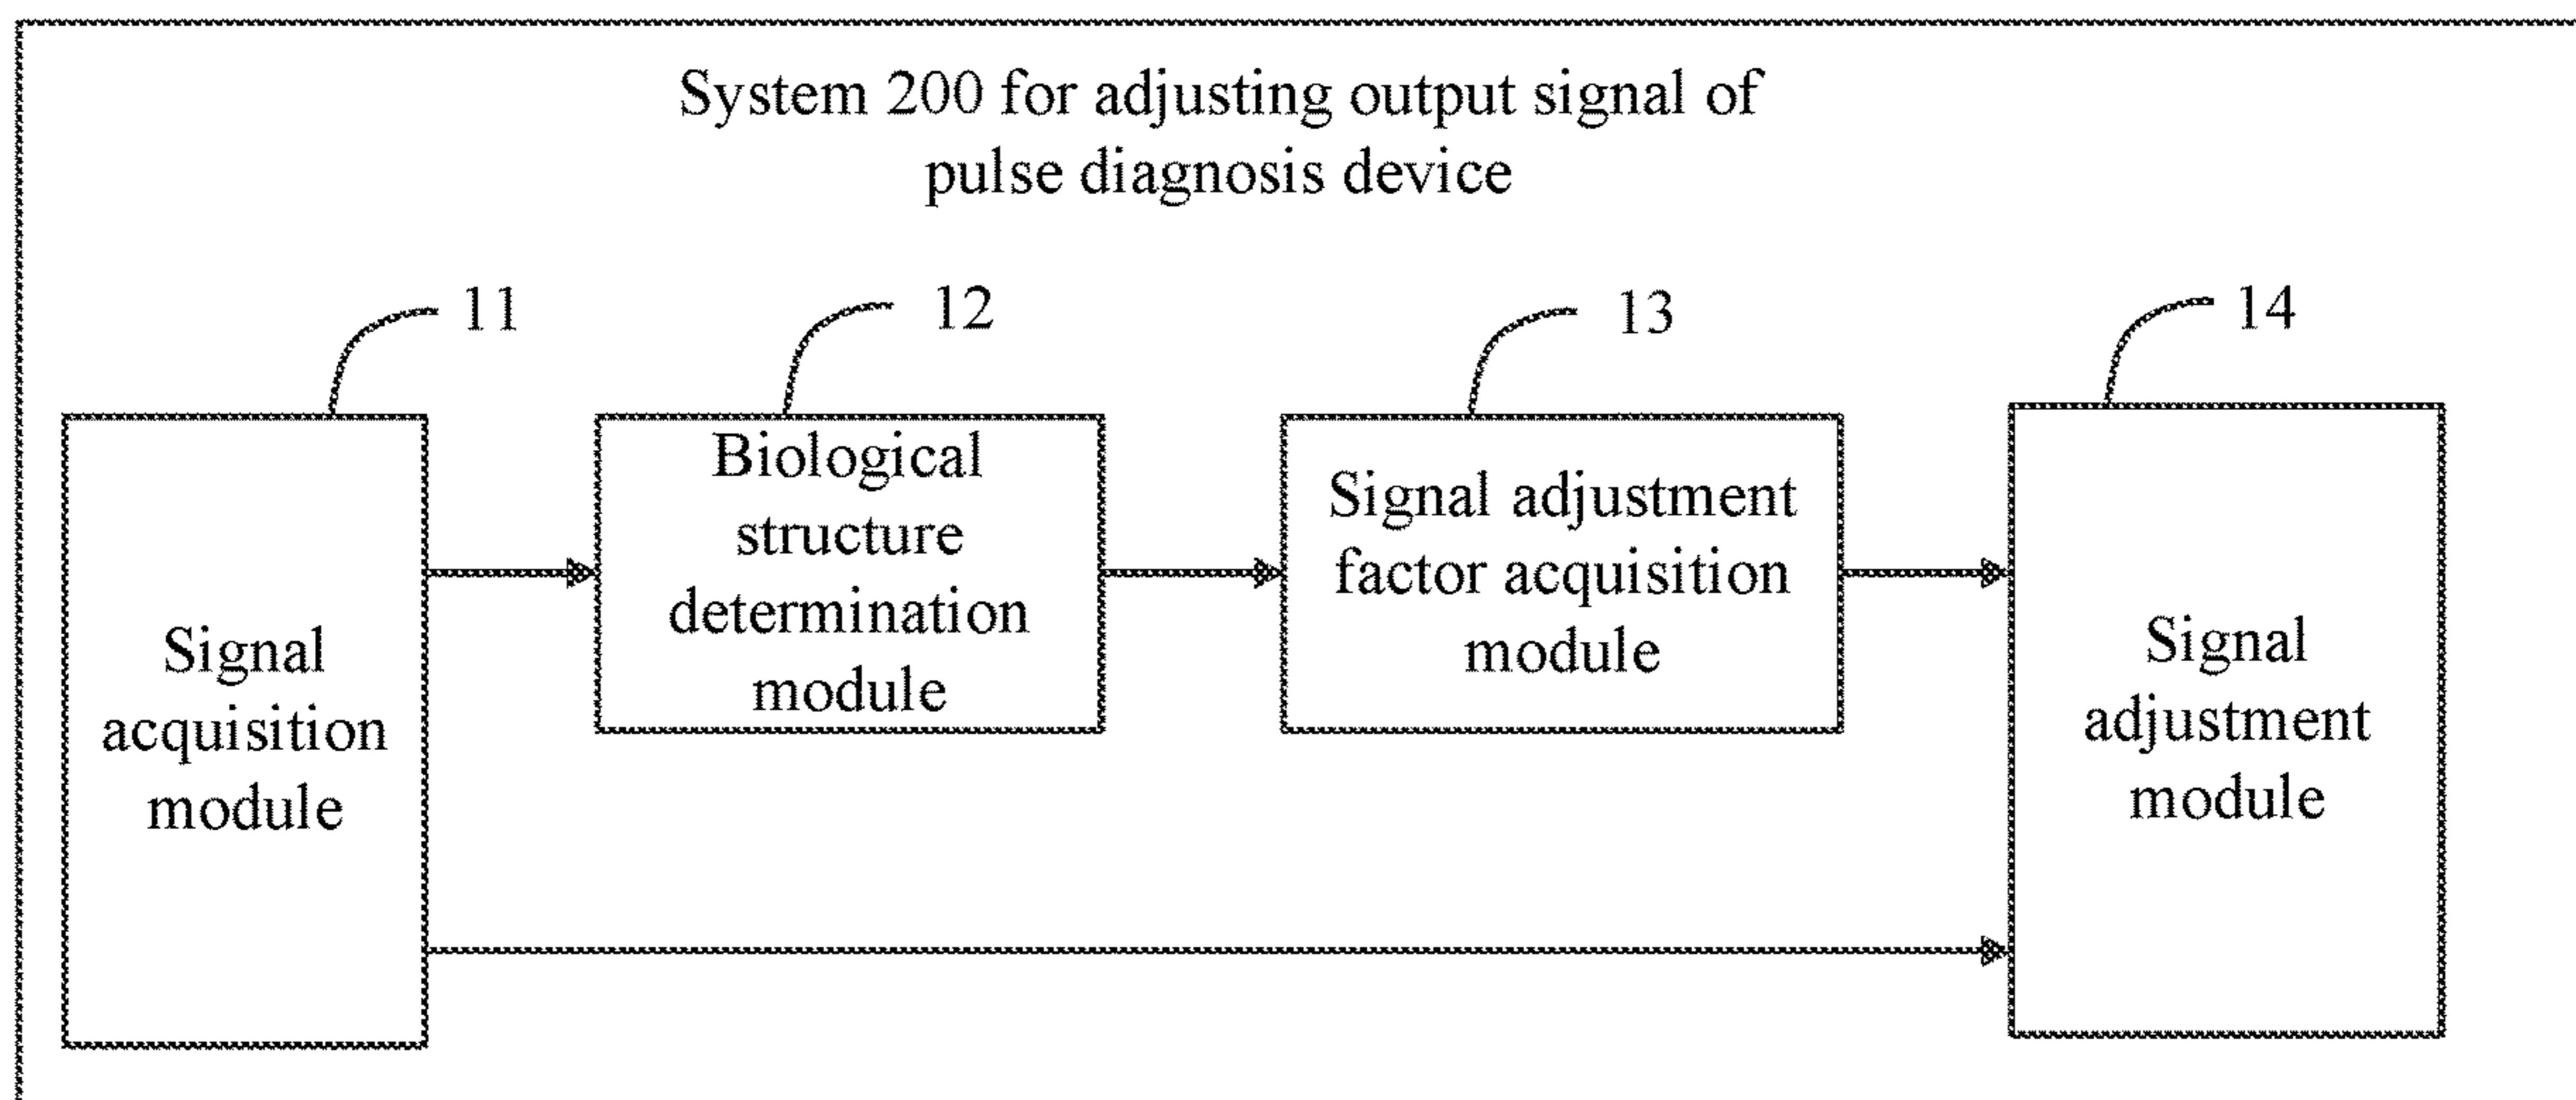 System 200 for adjusting output signal of
pulse diagnosis device
11
12
13
14
Signal
acquisition
module
Biological
structure
determination
module
Signal adjustment
factor acquisition
module
Signal
adjustment
module